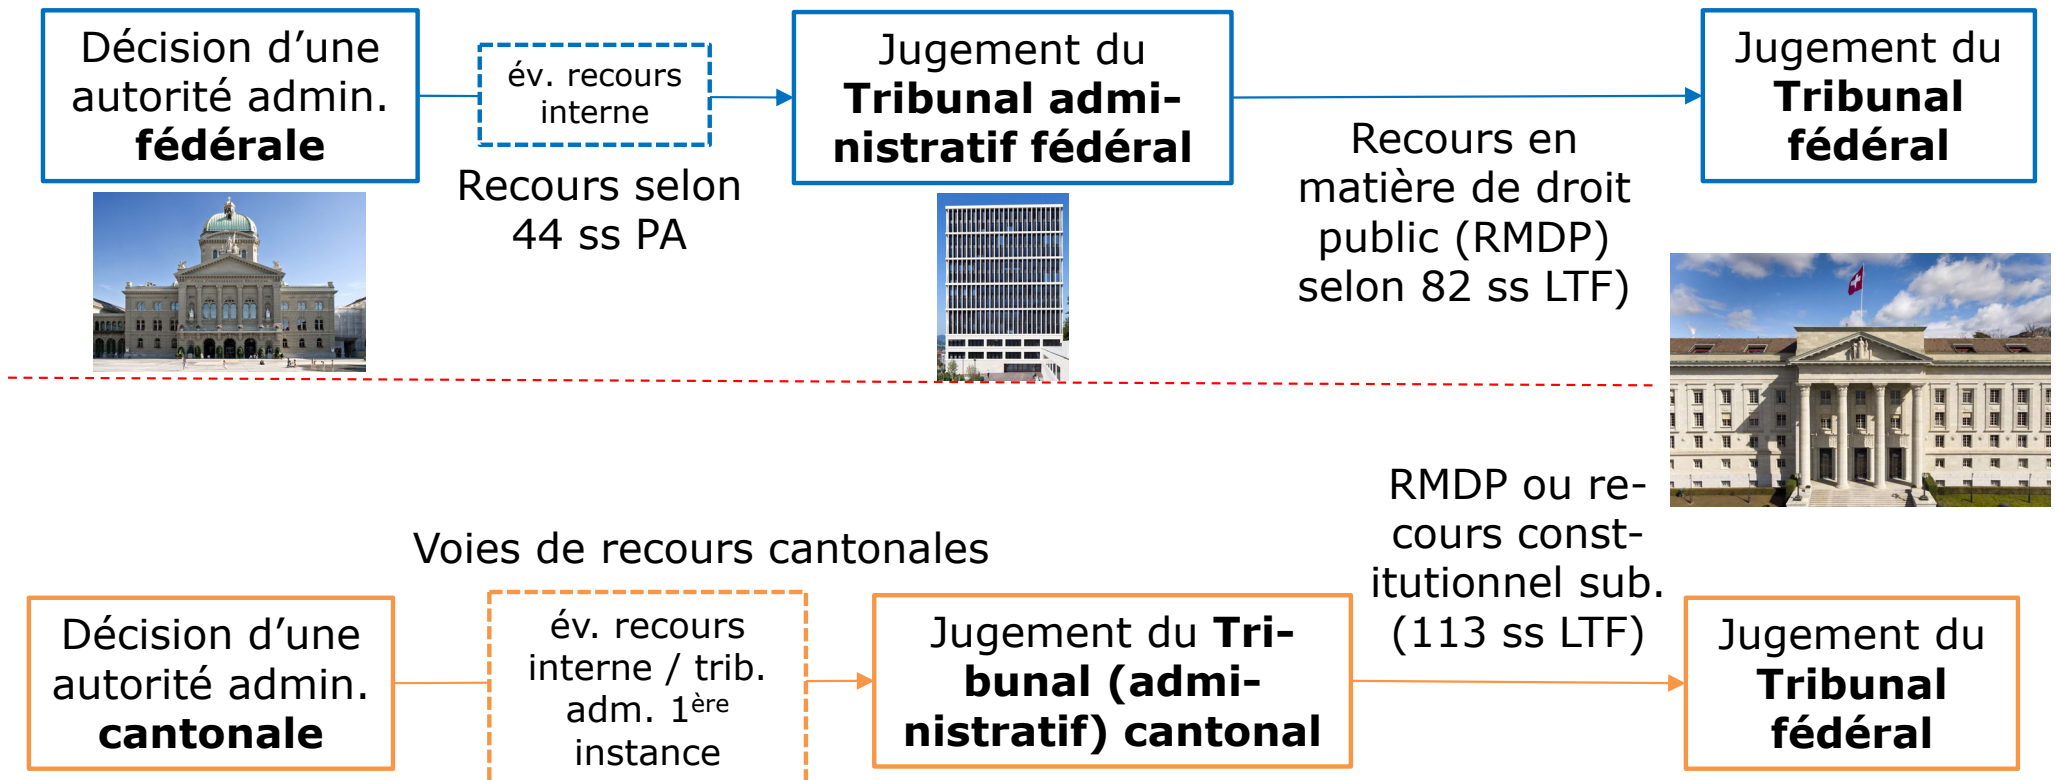 Décision d’une
autorité admin.
fédérale
év. recours
interne
Recours selon
44 ss PA
Jugement du
Tribunal admi-
nistratif fédéral
Recours en
matière de droit
public (RMDP)
selon 82 ss LTF)
Jugement du
Tribunal
fédéral
Voies de recours cantonales
Décision d’une
autorité admin.
cantonale
év. recours
interne / trib.
adm. 1ère
instance
Jugement du Tri-
bunal (admi-
nistratif) cantonal
RMDP ou re-
cours const-
itutionnel sub.
(113 ss LTF)
Jugement du
Tribunal
fédéral